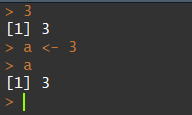 > 3
[1] 3
> a <- 3
> a
[1] 3
>